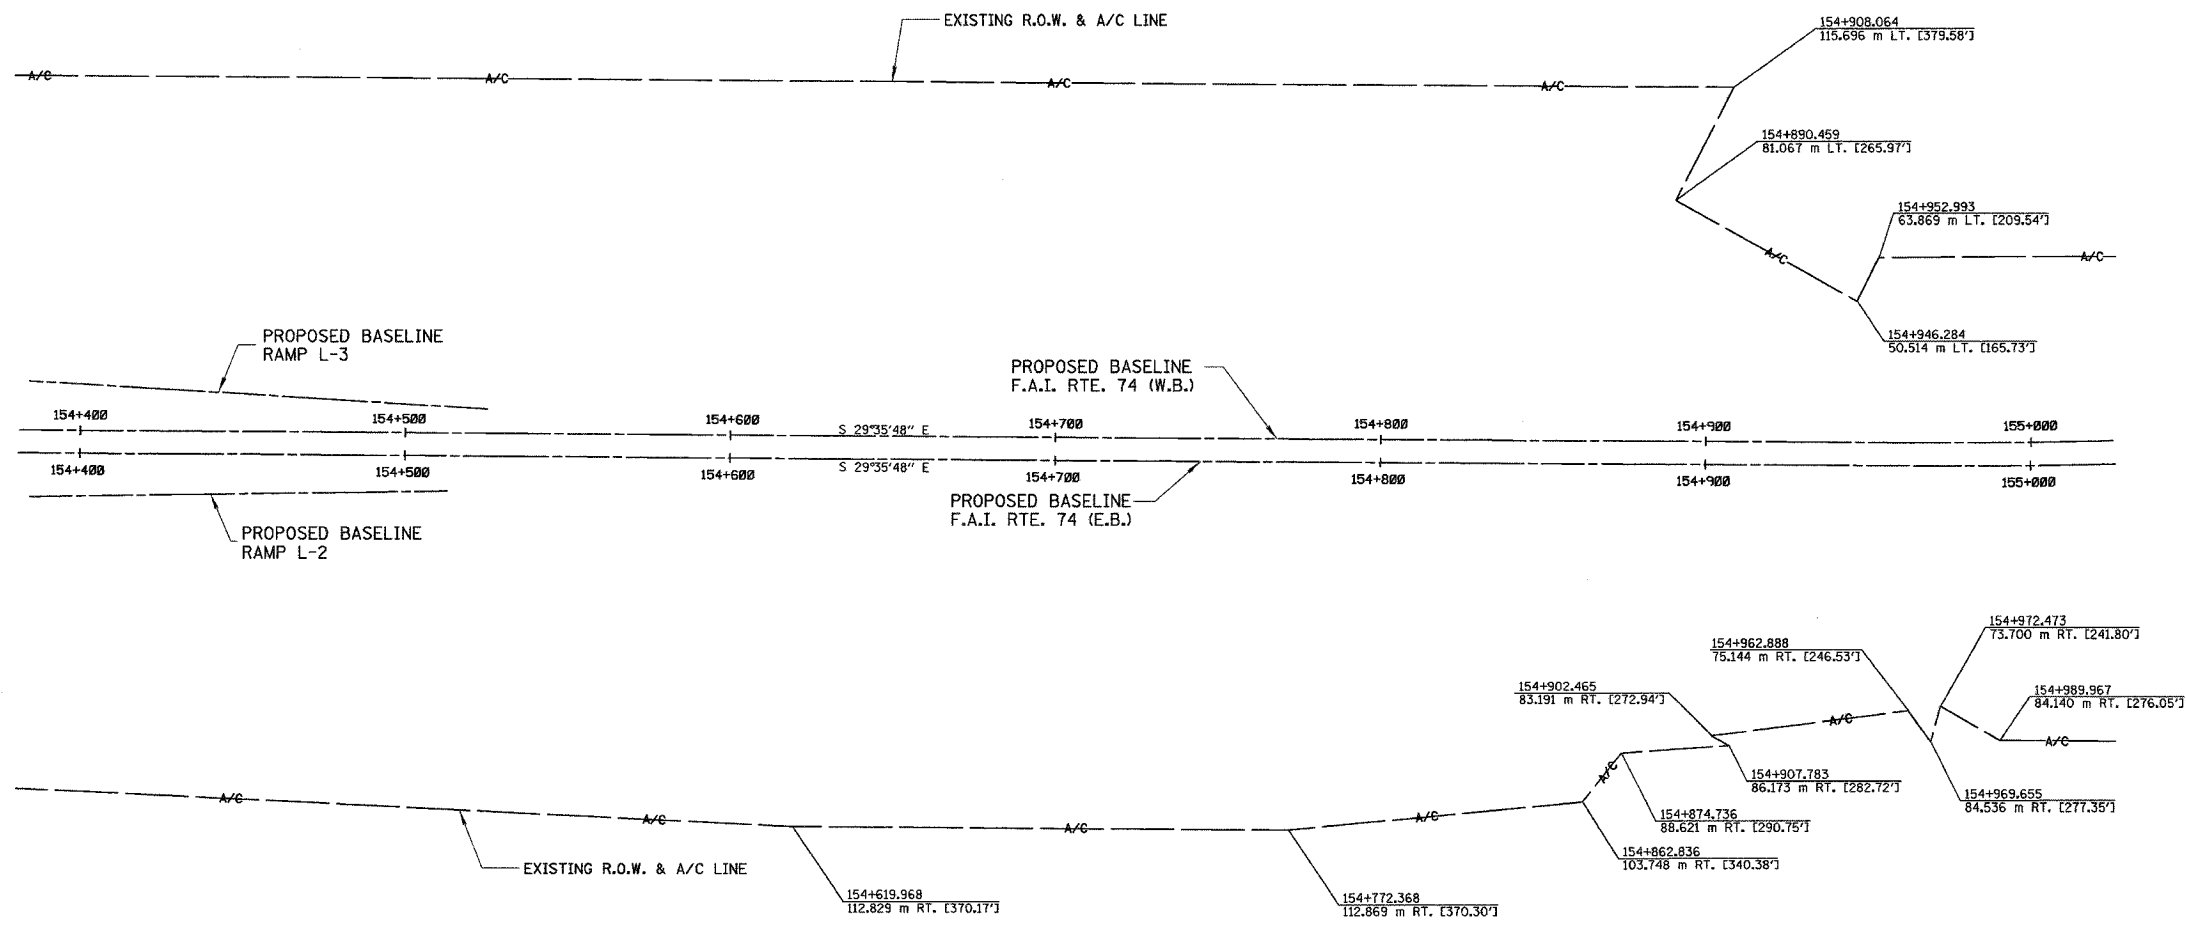 EXISTING R.O.W. & A/C LINE
154+908.064
115.696 m LT. [379.58']
A/C
A/C
A/C
A/C
154+890.459
81.067 m LT. [265.97']
154+952.993
63.869 m LT. [209.54']
A/C
A/C
154+946.284
50.514 m LT. [165.73']
PROPOSED BASELINE
RAMP L-3
PROPOSED BASELINE
F.A.I. RTE. 74 (W.B.)
154+400
154+500
154+600
S 29°35'48" E
154+700
154+800
154+900
155+000
154+400
154+500
154+600
S 29°35'48" E
154+700
154+800
154+900
155+000
PROPOSED BASELINE
F.A.I. RTE. 74 (E.B.)
PROPOSED BASELINE
RAMP L-2
154+972.473
73.700 m RT. [241.80']
154+962.888
75.144 m RT. [246.53']
154+902.465
83.191 m RT. [272.94']
154+989.967
84.140 m RT. [276.05']
A/C
A/C
A/C
154+907.783
86.173 m RT. [282.72']
154+969.655
84.536 m RT. [277.35']
A/C
A/C
A/C
A/C
154+874.736
88.621 m RT. [290.75']
154+862.836
103.748 m RT. [340.38']
EXISTING R.O.W. & A/C LINE
154+619.968
112.829 m RT. [370.17']
154+772.368
112.869 m RT. [370.30']